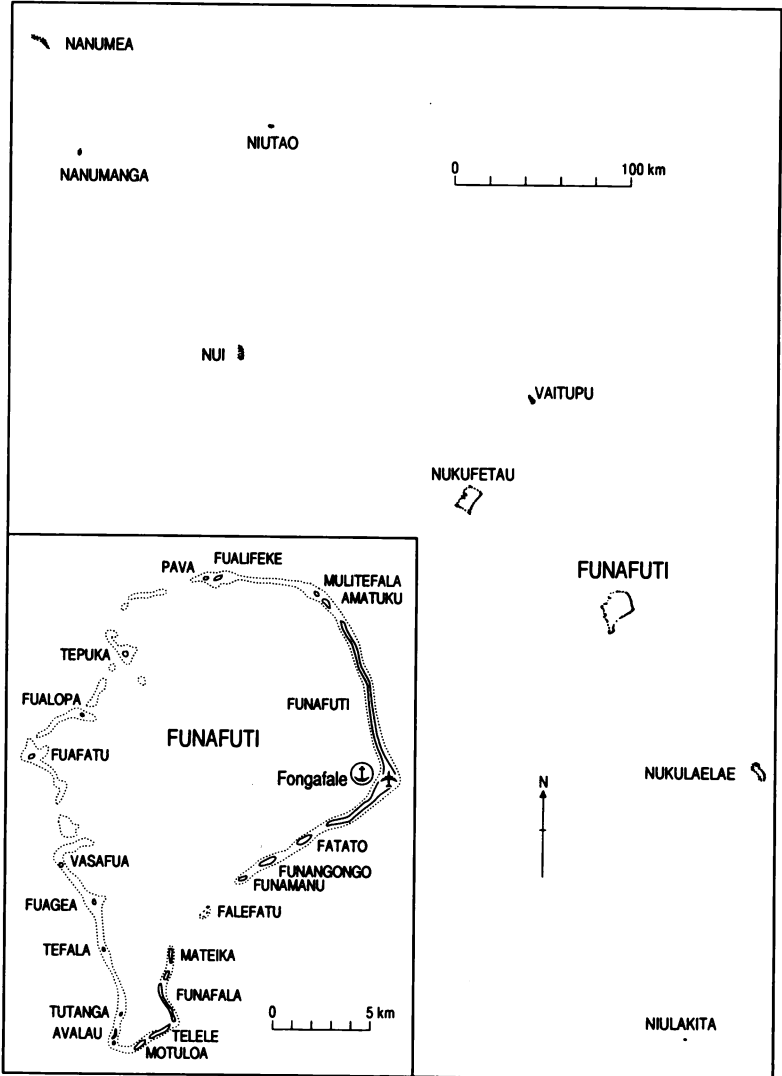 NANUMEA
NIUTAO
NANUMANGA
0 100 km
NUI
VAITUPU
NUKUFETAU
FUNAFUTI
NUKULAELAE
N
NIULAKITA
PAVA
FUALIFEKE
MULITEFALA
AMATUKU
TEPUKA
FUNAFUTI
FUALOPA
FUNAFUTI
FUAFATU
Fongafale
FATATO
VASAFUA
FUNANGONGO
FUNAMANU
FUAGEA
FALEFATU
TEFALA
MATEIKA
FUNAFALA
0 5 km
TUTANGA
AVALAU
TELELE
MOTULOA